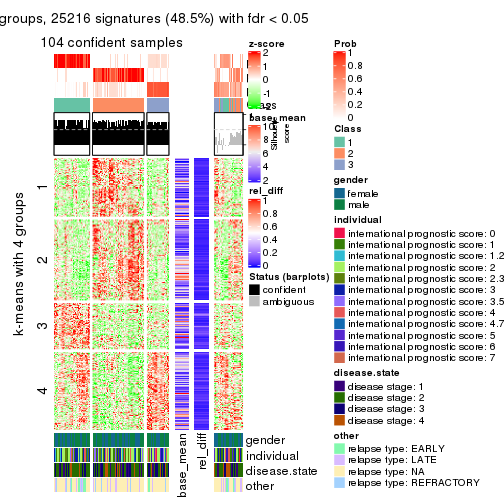 groups, 25216 signatures (48.5%) with fdr < 0.05
104 confident samples
k-means with 4 groups
1
2
3
4
gender
individual
disease.state
other
base_mean
rel_diff
z-score
2
1
0
-1
base_mean
10
8
6
4
2
Silhouette
score
rel_diff
1
0.8
0.6
0.4
0.2
0
Status (barplots)
confident
ambiguous
Prob
1
0.8
0.6
0.4
0.2
0
Class
1
2
3
gender
female
male
individual
international prognostic score: 0
international prognostic score: 1
international prognostic score: 1.2
international prognostic score: 2
international prognostic score: 2.3
international prognostic score: 3
international prognostic score: 3.5
international prognostic score: 4
international prognostic score: 4.7
international prognostic score: 5
international prognostic score: 6
international prognostic score: 7
disease.state
disease stage: 1
disease stage: 2
disease stage: 3
disease stage: 4
other
relapse type: EARLY
relapse type: LATE
relapse type: NA
relapse type: REFRACTORY